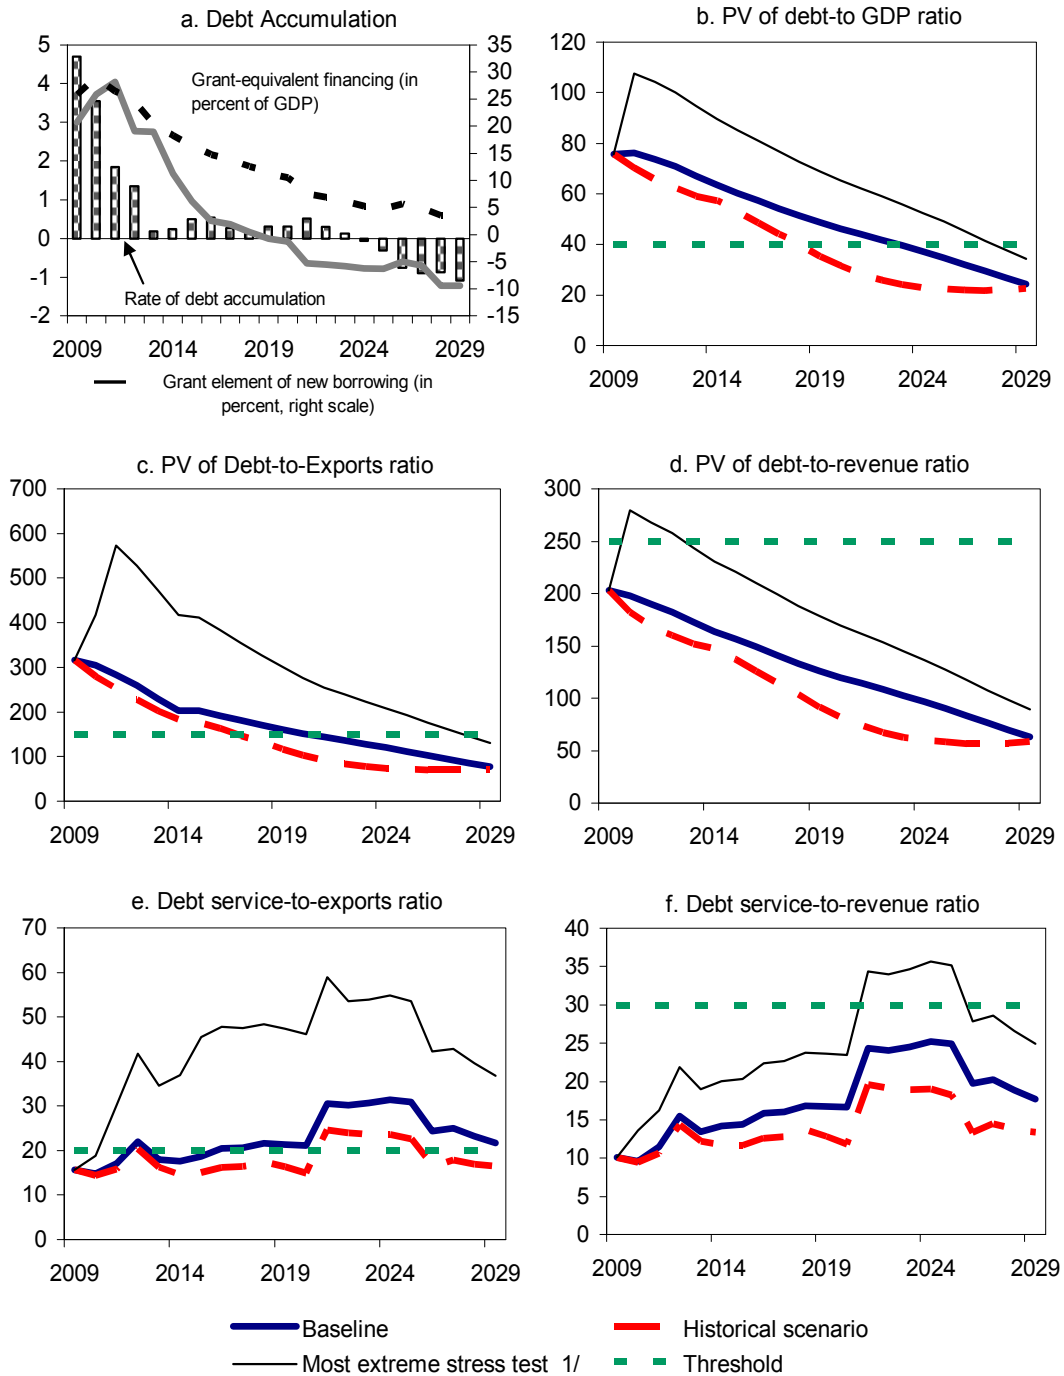 a. Debt Accumulation
5
4
3
2
1
0
-1
-2
35
30
25
20
15
10
5
0
-5
-10
-15
Grant-equivalent financing (in
percent of GDP)
Rate of debt accumulation
2009 2014 2019 2024 2029
Grant element of new borrowing (in
percent, right scale)
b. PV of debt-to GDP ratio
120
100
80
60
40
20
0
2009 2014 2019 2024 2029
c. PV of Debt-to-Exports ratio
700
600
500
400
300
200
100
0
2009 2014 2019 2024 2029
d. PV of debt-to-revenue ratio
300
250
200
150
100
50
0
2009 2014 2019 2024 2029
e. Debt service-to-exports ratio
70
60
50
40
30
20
10
0
2009 2014 2019 2024 2029
f. Debt service-to-revenue ratio
40
35
30
25
20
15
10
5
0
2009 2014 2019 2024 2029
Baseline
Historical scenario
Most extreme stress test 1/
Threshold